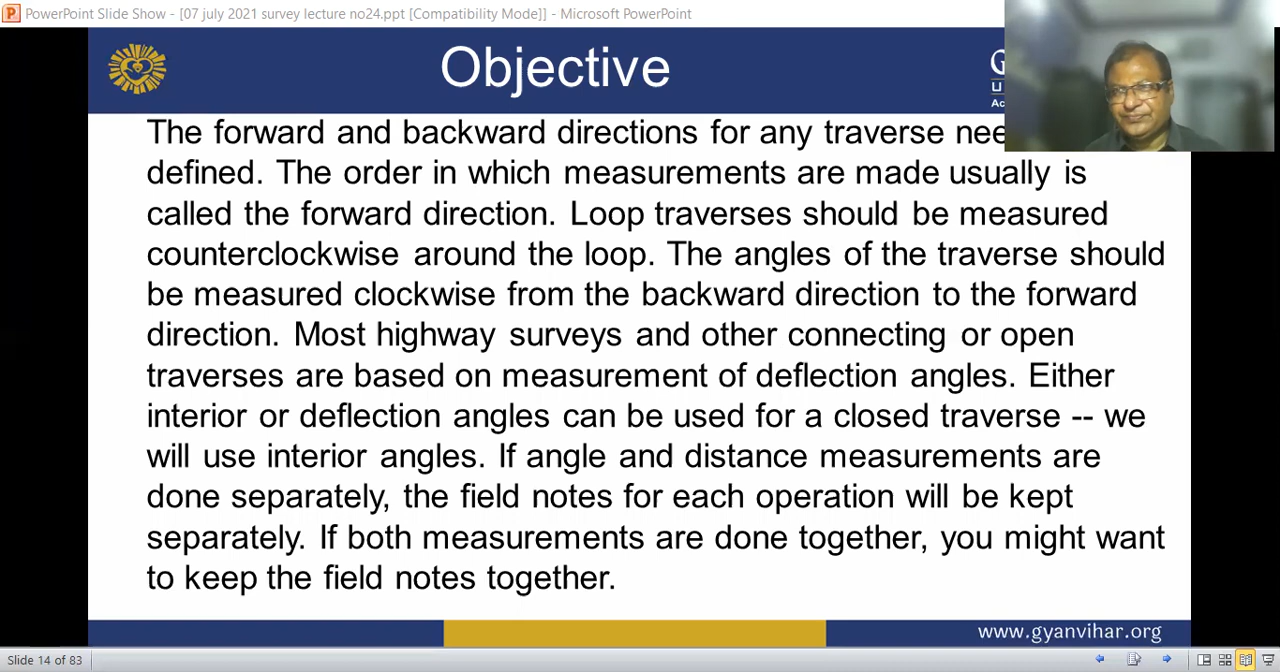 PowerPoint Slide Show - [07 july 2021 survey lecture no24.ppt [Compatibility Mode]] - Microsoft PowerPoint
Objective
The forward and backward directions for any traverse
defined. The order in which measurements are made usually is
called the forward direction. Loop traverses should be measured
counterclockwise around the loop. The angles of the traverse should
be measured clockwise from the backward direction to the forward
direction. Most highway surveys and other connecting or open
traverses are based on measurement of deflection angles. Either
interior or deflection angles can be used for a closed traverse -- we
will use interior angles. If angle and distance measurements are
done separately, the field notes for each operation will be kept
separately. If both measurements are done together, you might want
to keep the field notes together.
www.gyanvihar.org
Slide 14 of 83